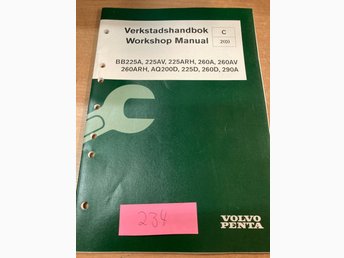 Verkstadshandbok
Workshop Manual
C
2(0)
BB225A, 225AV, 225ARH, 260A, 260AV
260ARH, AQ200D, 225D, 260D, 290A
234
VOLVO
PENTA